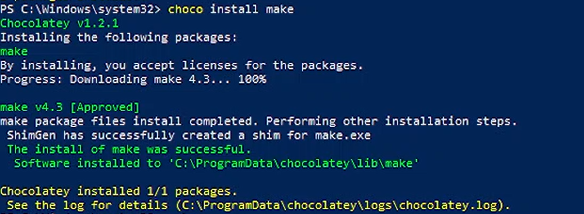 PS C:\Windows\system32> choco install make
Chocolatey v1.2.1
Installing the following packages:
make
By installing, you accept licenses for the packages.
Progress: Downloading make 4.3... 100%
make v4.3 [Approved]
make package files install completed. Performing other installation steps.
ShimGen has successfully created a shim for make.exe
The install of make was successful.
Software installed to 'C:\ProgramData\chocolatey\lib\make'
Chocolatey installed 1/1 packages.
See the log for details (C:\ProgramData\chocolatey\logs\chocolatey.log).